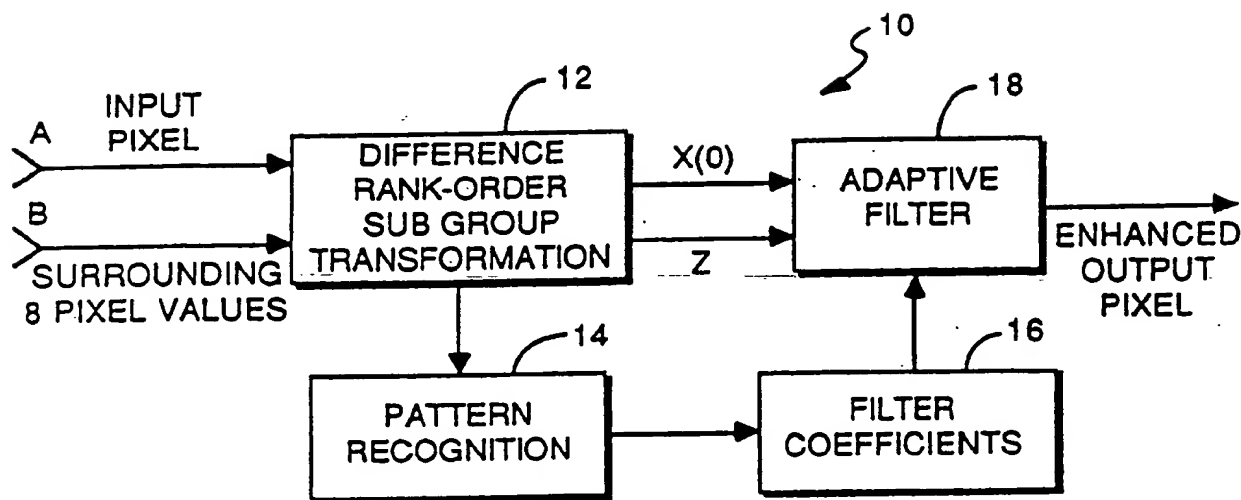 10
A
INPUT
PIXEL
12
18
DIFFERENCE
RANK-ORDER
SUB GROUP
TRANSFORMATION
X(0)
Z
ADAPTIVE
FILTER
B
SURROUNDING
8 PIXEL VALUES
ENHANCED
OUTPUT
PIXEL
14
16
PATTERN
RECOGNITION
FILTER
COEFFICIENTS